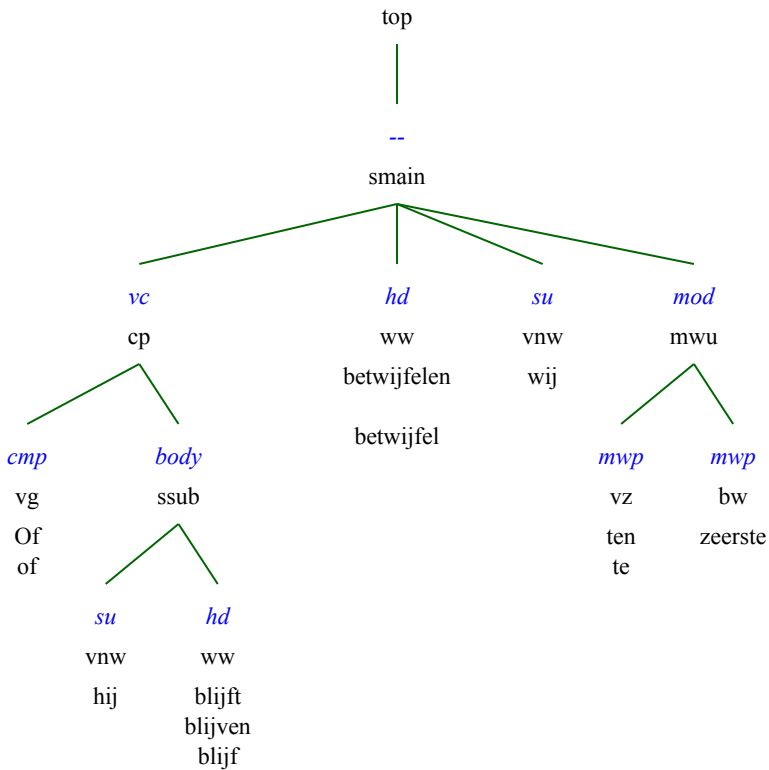 top
--
smain
vc hd su mod
cp ww vnw mwu
betwijfelen wij
betwijfel
cmp body mwp mwp
vg ssub vz bw
Of ten zeerste
of te
su hd
vnw ww
hij blijft
blijven
blijf